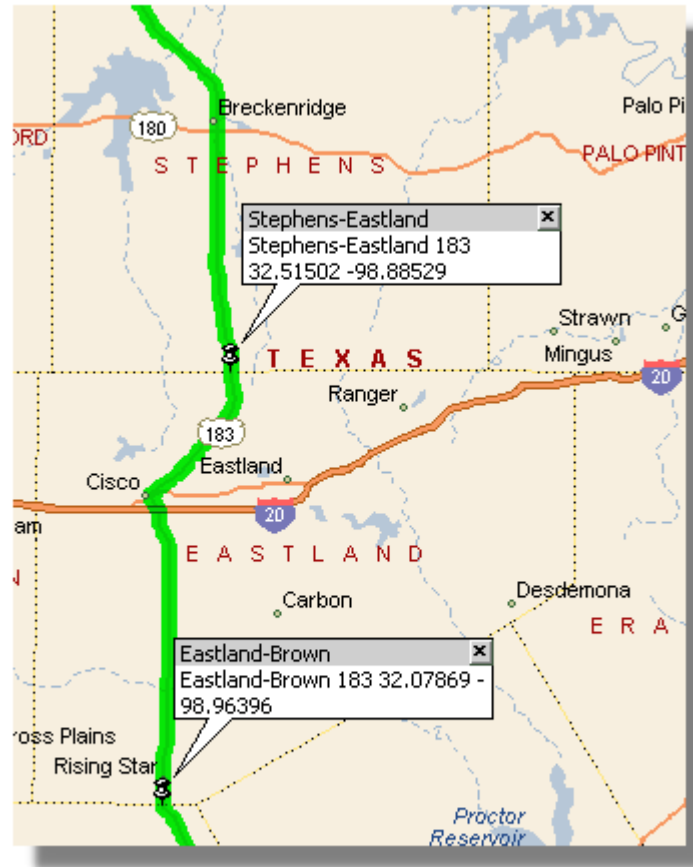 Breckenridge
180
Palo Pi
ORD
PALO PINT
S T E P H E N S
Stephens-Eastland
Stephens-Eastland 183
32.51502 -98.88529
Strawn
G
Mingus
T E X A S
20
Ranger
183
Eastland
Cisco
20
am
E A S T L A N D
N
Desdemona
Carbon
E R A
Eastland-Brown
Eastland-Brown 183 32.07869 -
98.96396
ross Plains
Rising Star
Proctor
Reservoir